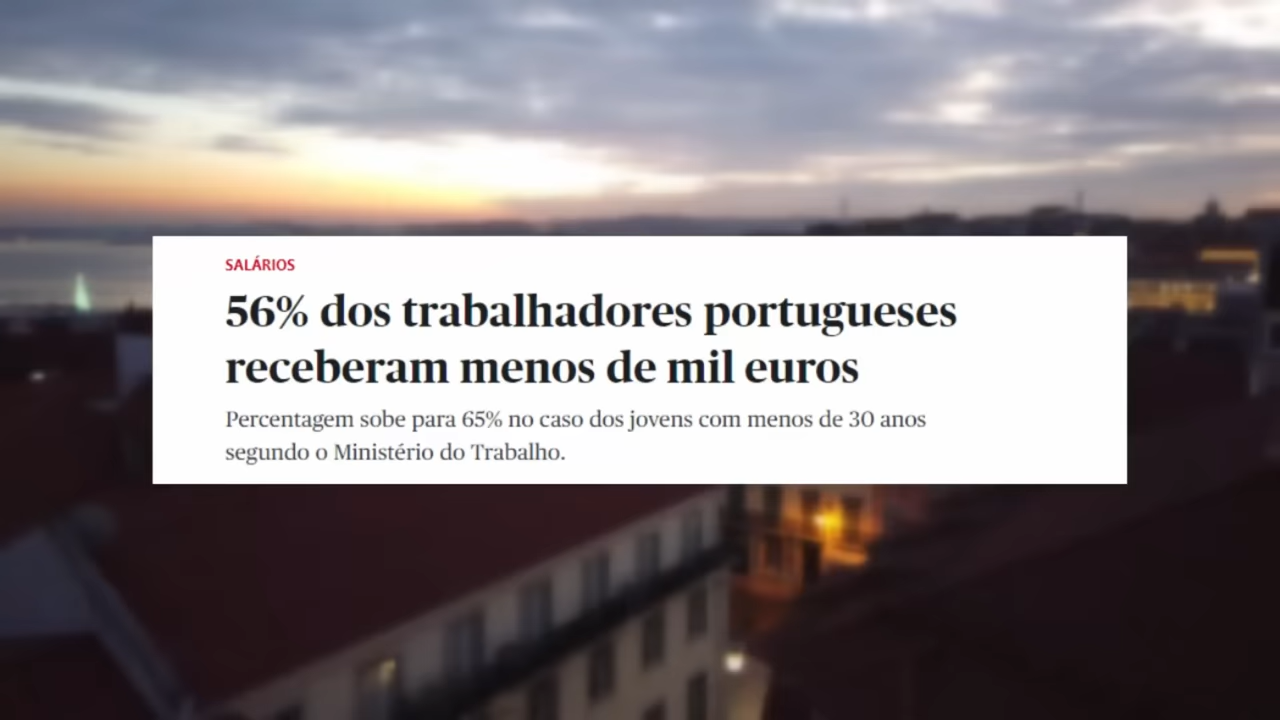 SALÁRIOS
56% dos trabalhadores portugueses
receberam menos de mil euros
Percentagem sobe para 65% no caso dos jovens com menos de 30 anos
segundo o Ministério do Trabalho.